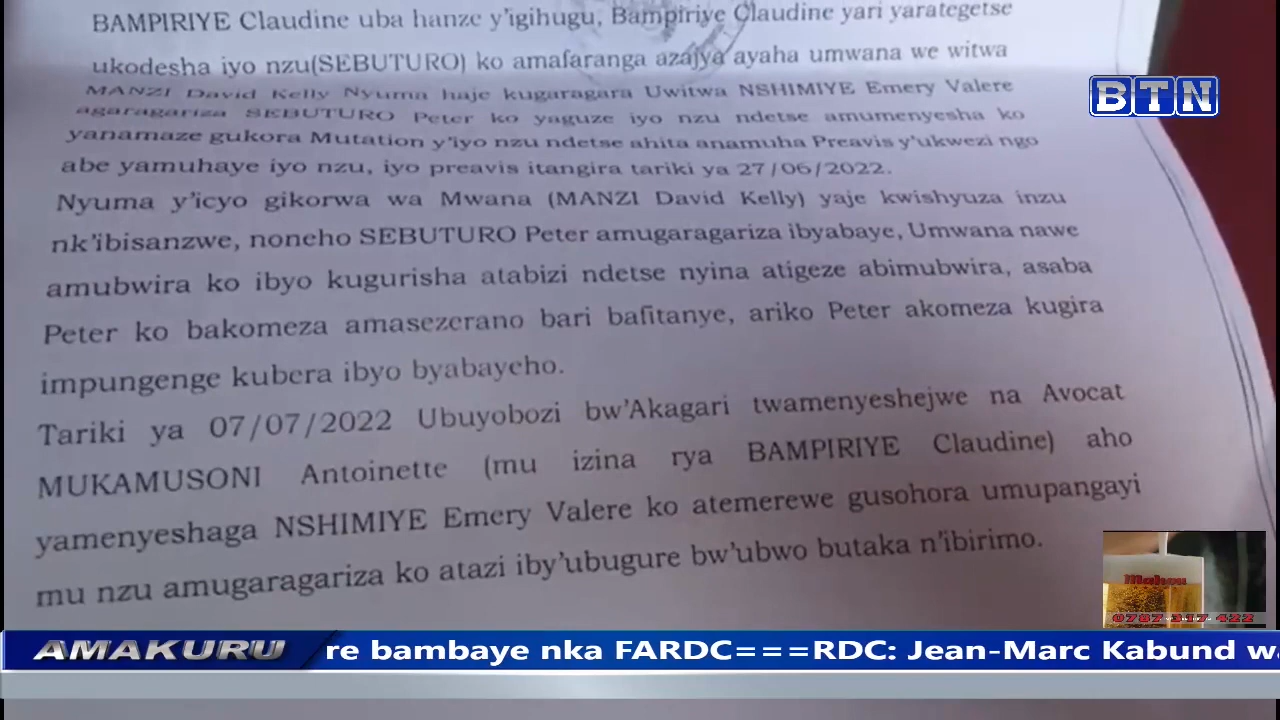 BAMPIRIYE Claudine uba hanze y'igihugu, Bampiriye Claudine yari yarategetse
ukodesha iyo nzu(SEBUTURO) ko amafaranga azajya ayaha umwana we witwa
MANZI David Kelly Nyuma haje kugaragara Uwitwa NSHIMIYE Emery Valere
agaragariza SEBUTURO Peter ko yaguze iyo nzu ndetse amumenyesha ko
yanamaze gukora Mutation y'iyo nzu ndetse ahita anamuha Preavis y'ukwezi ngo
abe yamuhaye iyo nzu, iyo preavis itangira tariki ya 27/06/2022.
Nyuma y'icyo gikorwa wa Mwana (MANZI David Kelly) yaje kwishyuza inzu
nk'ibisanzwe, noneho SEBUTURO Peter amugaragariza ibyabaye, Umwana nawe
amubwira ko ibyo kugurisha atabizi ndetse nyina atigeze abimubwira, asaba
Peter ko bakomeza amasezerano bari bafitanye, ariko Peter akomeza kugira
impungenge kubera ibyo byabayeho.
Tariki ya 07/07/2022 Ubuyobozi bw'Akagari twamenyeshejwe na Avocat
MUKAMUSONI Antoinette (mu izina rya BAMPIRIYE Claudine) aho
yamenyeshaga NSHIMIYE Emery Valere ko atemerewe gusohora umupangayi
mu nzu amugaragariza ko atazi iby'ubugure bw'ubwo butaka n'ibirimo.
BTN
0782 317 422
AMAKURU re bambaye nka FARDC===RDC: Jean-Marc Kabund wa